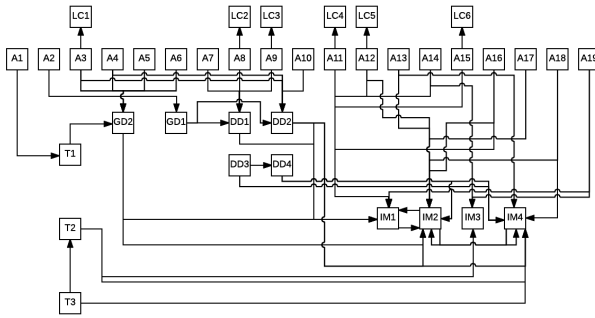 LC1 LC2 LC3 LC4 LC5 LC6
A1 A2 A3 A4 A5 A6 A7 A8 A9 A10 A11 A12 A13 A14 A15 A16 A17 A18 A19
GD2 GD1 DD1 DD2
T1
DD3 DD4
IM1 IM2 IM3 IM4
T2
T3